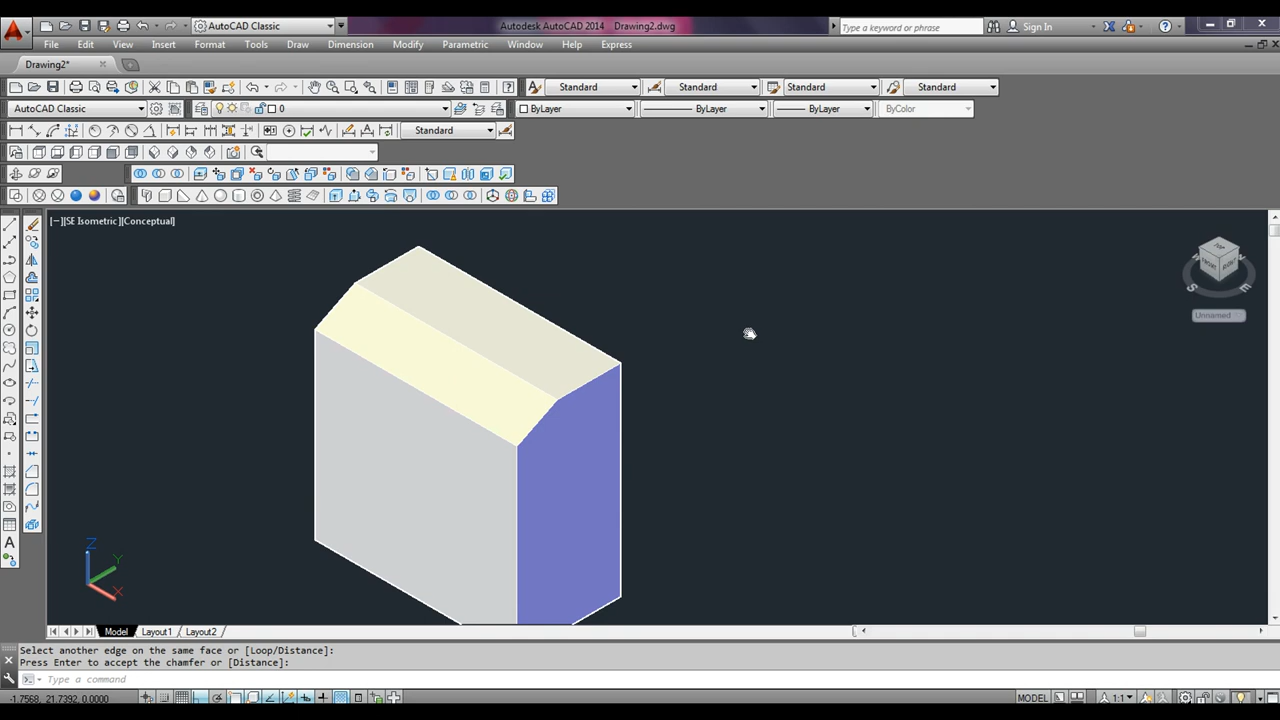 AutoCAD Classic
Autodesk AutoCAD 2014 Drawing2.dwg
Type a keyword or phrase
Sign In
File Edit View Insert Format Tools Draw Dimension Modify Parametric Window Help Express
Drawing2*
Standard Standard Standard Standard
AutoCAD Classic 0 ByLayer ByLayer ByLayer ByColor
Standard
[−][SE Isometric][Conceptual]
TOP
Unnamed
Z
Y
X
Model Layout1 Layout2
Select another edge on the same face or [Loop/Distance]:
Press Enter to accept the chamfer or [Distance]:
Type a command
-1.7568, 21.7392, 0.0000 MODEL 1:1